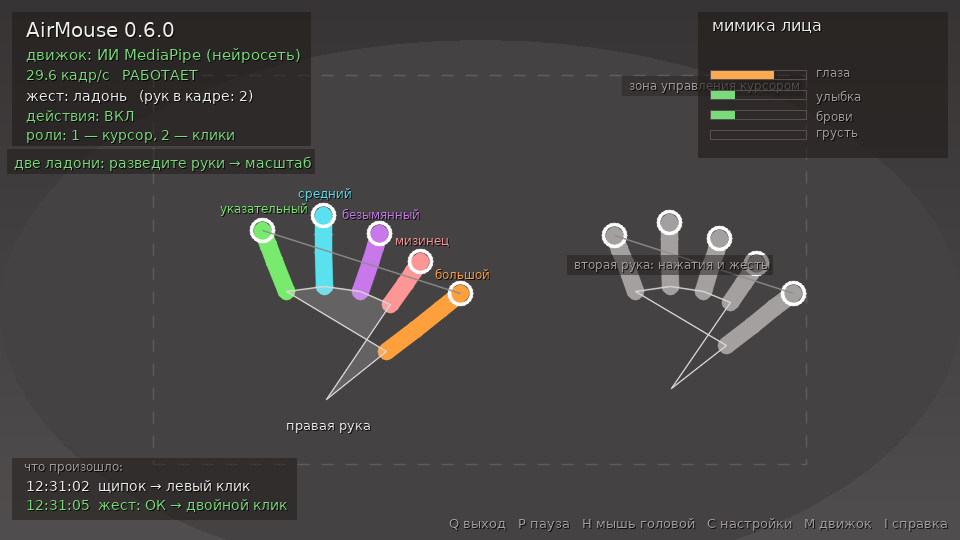 AirMouse 0.6.0
движок: ИИ MediaPipe (нейросеть)
29.6 кадр/с РАБОТАЕТ
жест: ладонь (рук в кадре: 2)
действия: ВКЛ
роли: 1 — курсор, 2 — клики
две ладони: разведите руки → масштаб
мимика лица
глаза
зона управления курсором
улыбка
брови
грусть
средний
указательный
безымянный
мизинец
большой
вторая рука: нажатия и жесты
правая рука
что произошло:
12:31:02 щипок → левый клик
12:31:05 жест: ОК → двойной клик
Q выход P пауза H мышь головой C настройки M движок I справка